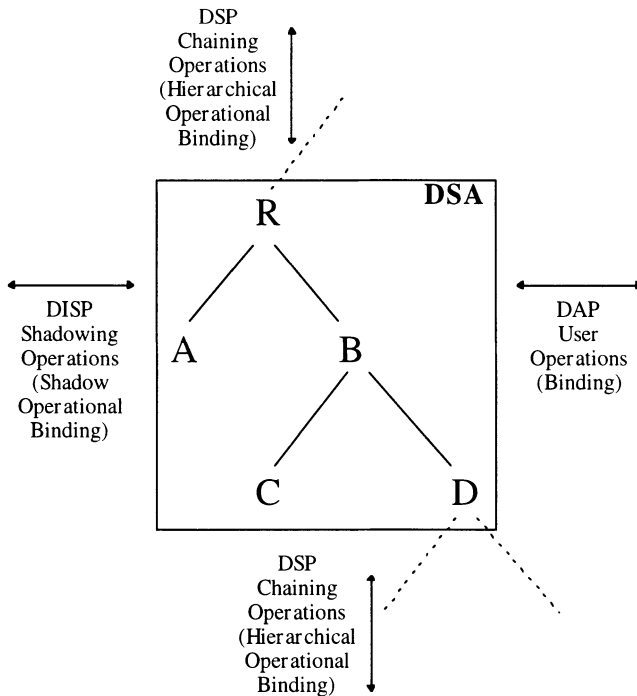 DSP
Chaining
Operations
(Hierarchical
Operational
Binding)
DSA
R
DISP
Shadowing
Operations
(Shadow
Operational
Binding)
A
B
DAP
User
Operations
(Binding)
C
D
DSP
Chaining
Operations
(Hierarchical
Operational
Binding)